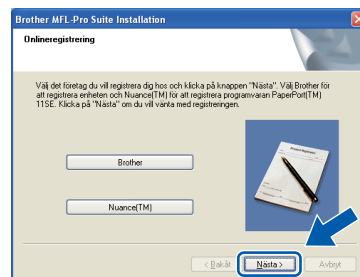 Brother MFL-Pro Suite Installation
Onlineregistrering
Välj det företag du vill registrera dig hos och klicka på knappen "Nästa". Välj Brother för
att registrera enheten och Nuance(TM) för att registrera programvaran PaperPort(TM)
11SE. Klicka på "Nästa" om du vill vänta med registreringen.
Brother
Nuance(TM)
< Bakåt
Nästa >
Avbryt